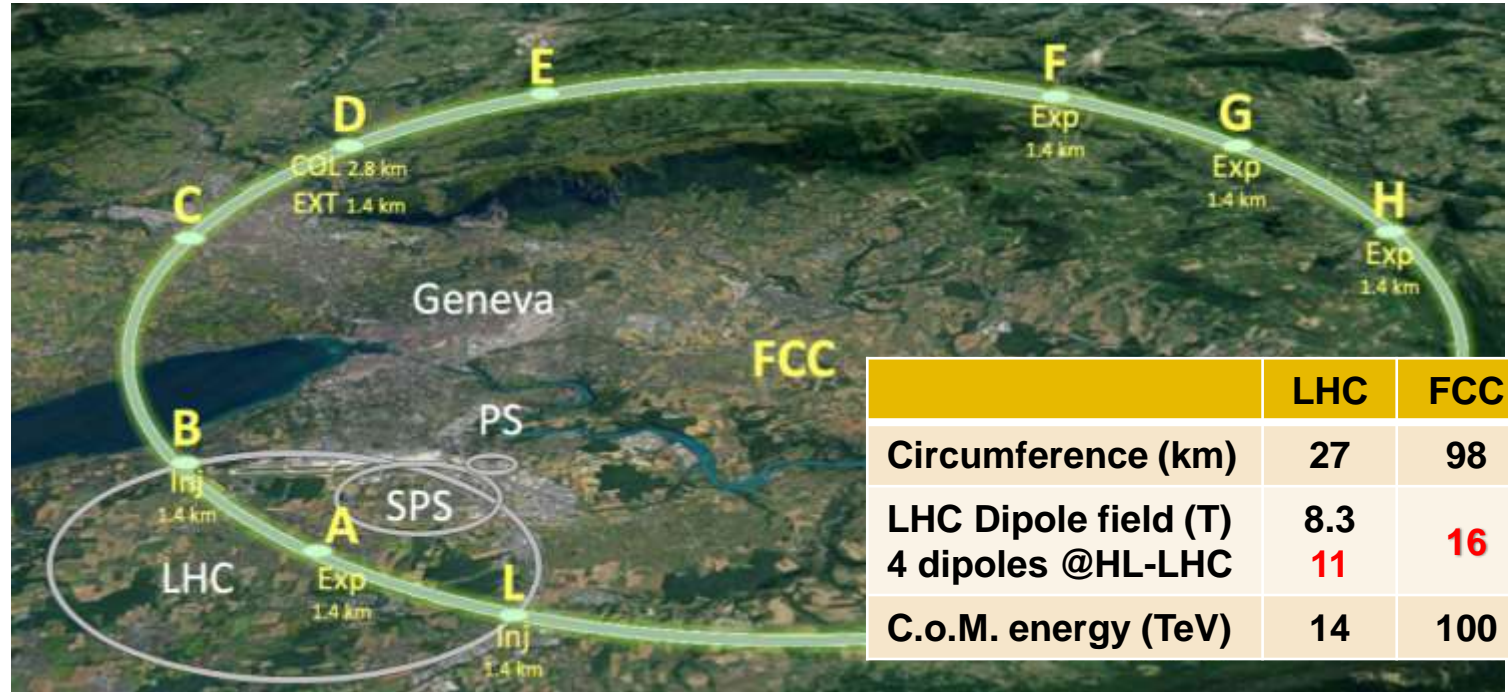 E
F
Exp
1.4 km
D
COL 2.8 km
EXT 1.4 km
G
Exp
1.4 km
C
H
Exp
1.4 km
Geneva
FCC
B
Inj
1.4 km
PS
SPS
A
Exp
1.4 km
LHC
L
Inj
1.4 km
LHC FCC
Circumference (km) 27 98
LHC Dipole field (T) 8.3
4 dipoles @HL-LHC 11 16
C.o.M. energy (TeV) 14 100